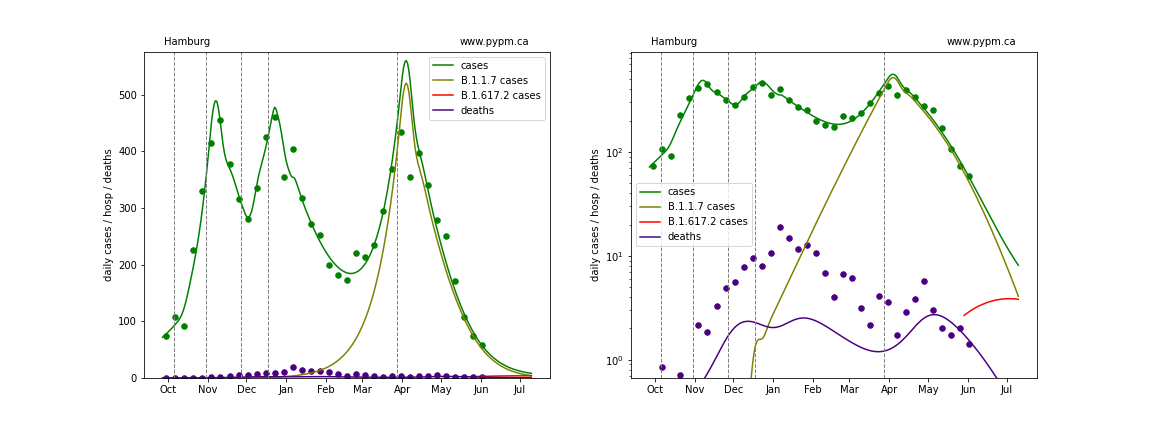 Hamburg www.pypm.ca
cases
B.1.1.7 cases
B.1.617.2 cases
deaths
daily cases / hosp / deaths
500
400
300
200
100
0
Oct Nov Dec Jan Feb Mar Apr May Jun Jul
Hamburg www.pypm.ca
cases
B.1.1.7 cases
B.1.617.2 cases
deaths
daily cases / hosp / deaths
10²
10¹
10⁰
Oct Nov Dec Jan Feb Mar Apr May Jun Jul